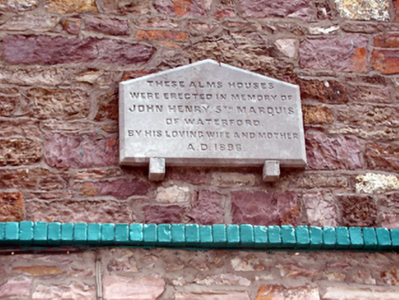 THESE ALMS HOUSES
WERE ERECTED IN MEMORY OF
JOHN HENRY 5TH MARQUIS
OF WATERFORD
BY HIS LOVING WIFE AND MOTHER
A.D. 1896